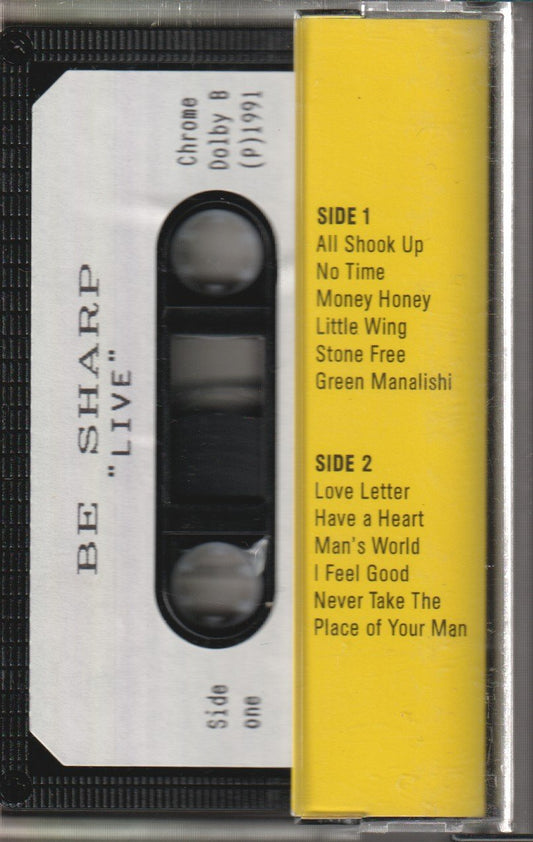 BE SHARP
"LIVE"
Chrome
Dolby B
(P)1991
Side
one
SIDE 1
All Shook Up
No Time
Money Honey
Little Wing
Stone Free
Green Manalishi
SIDE 2
Love Letter
Have a Heart
Man's World
I Feel Good
Never Take The
Place of Your Man